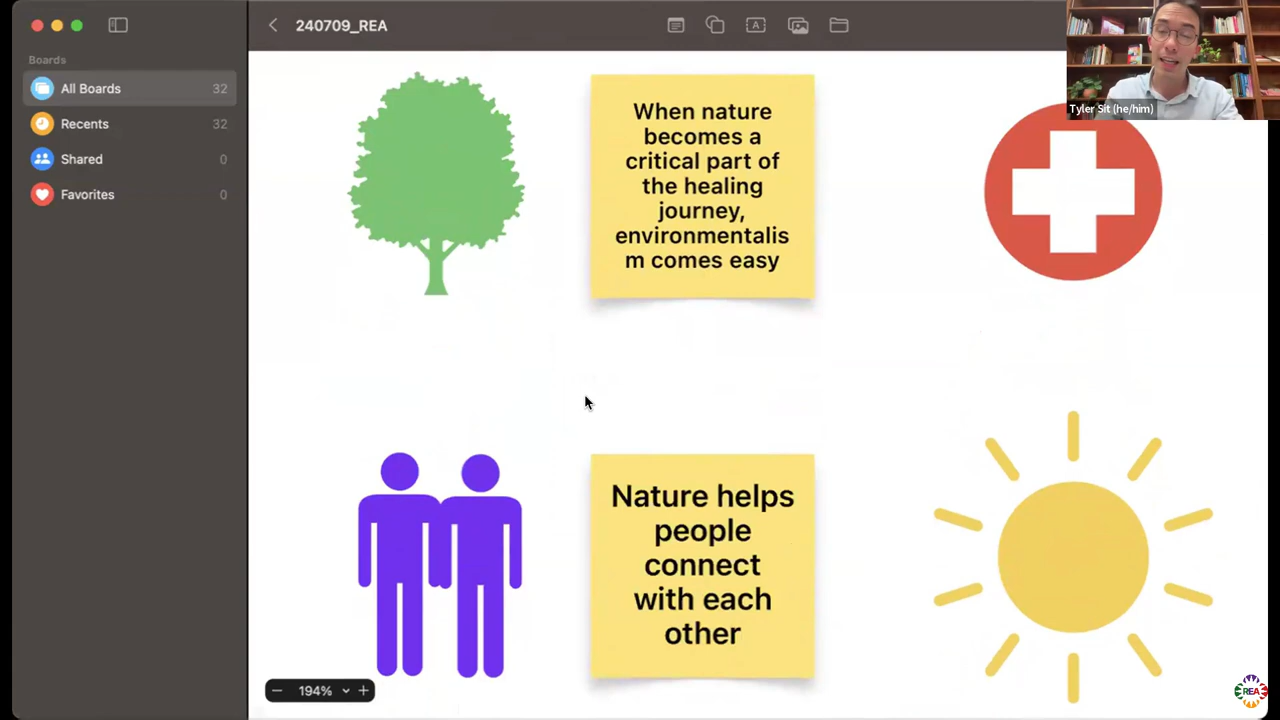 240709_REA
Boards
All Boards 32
Recents 32
Shared 0
Favorites 0
Tyler Sit (he/him)
When nature
becomes a
critical part of
the healing
journey,
environmentalis
m comes easy
Nature helps
people
connect
with each
other
194%
REA